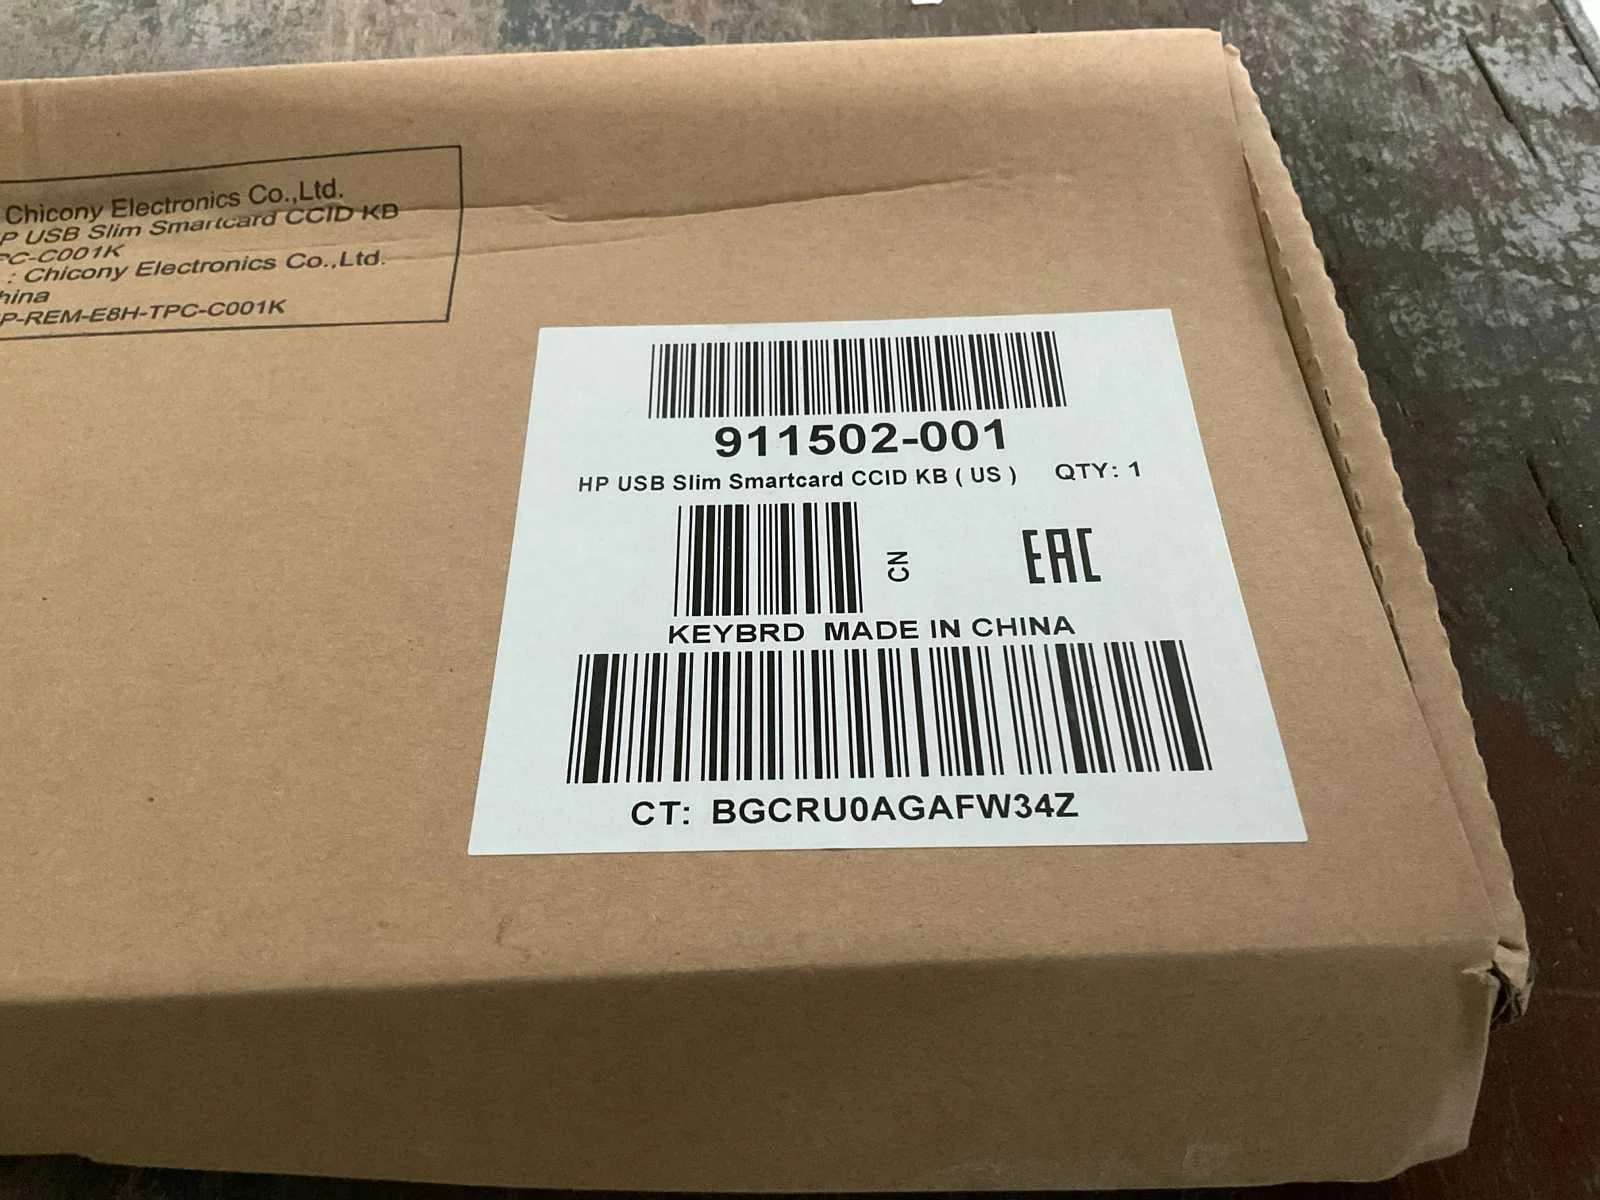 Chicony Electronics Co.,Ltd.
P USB Slim Smartcard CCID KB
PC-C001K
: Chicony Electronics Co.,Ltd.
hina
P-REM-E8H-TPC-C001K
911502-001
HP USB Slim Smartcard CCID KB ( US ) QTY: 1
CN
EAC
KEYBRD MADE IN CHINA
CT: BGCRU0AGAFW34Z